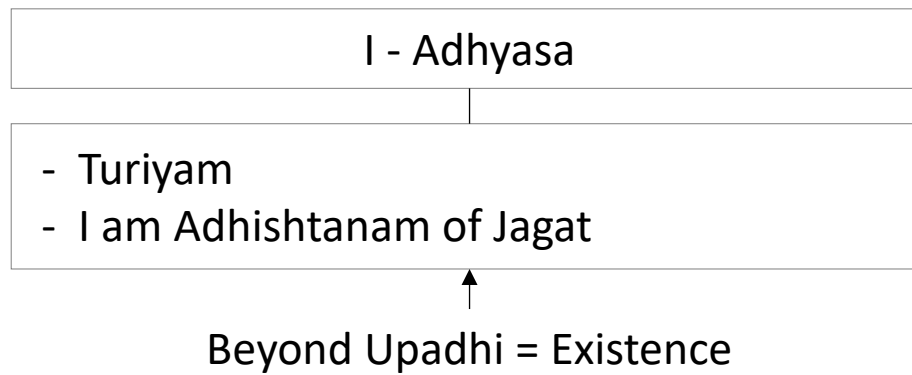 I - Adhyasa
- Turiyam
- I am Adhishtanam of Jagat
Beyond Upadhi = Existence